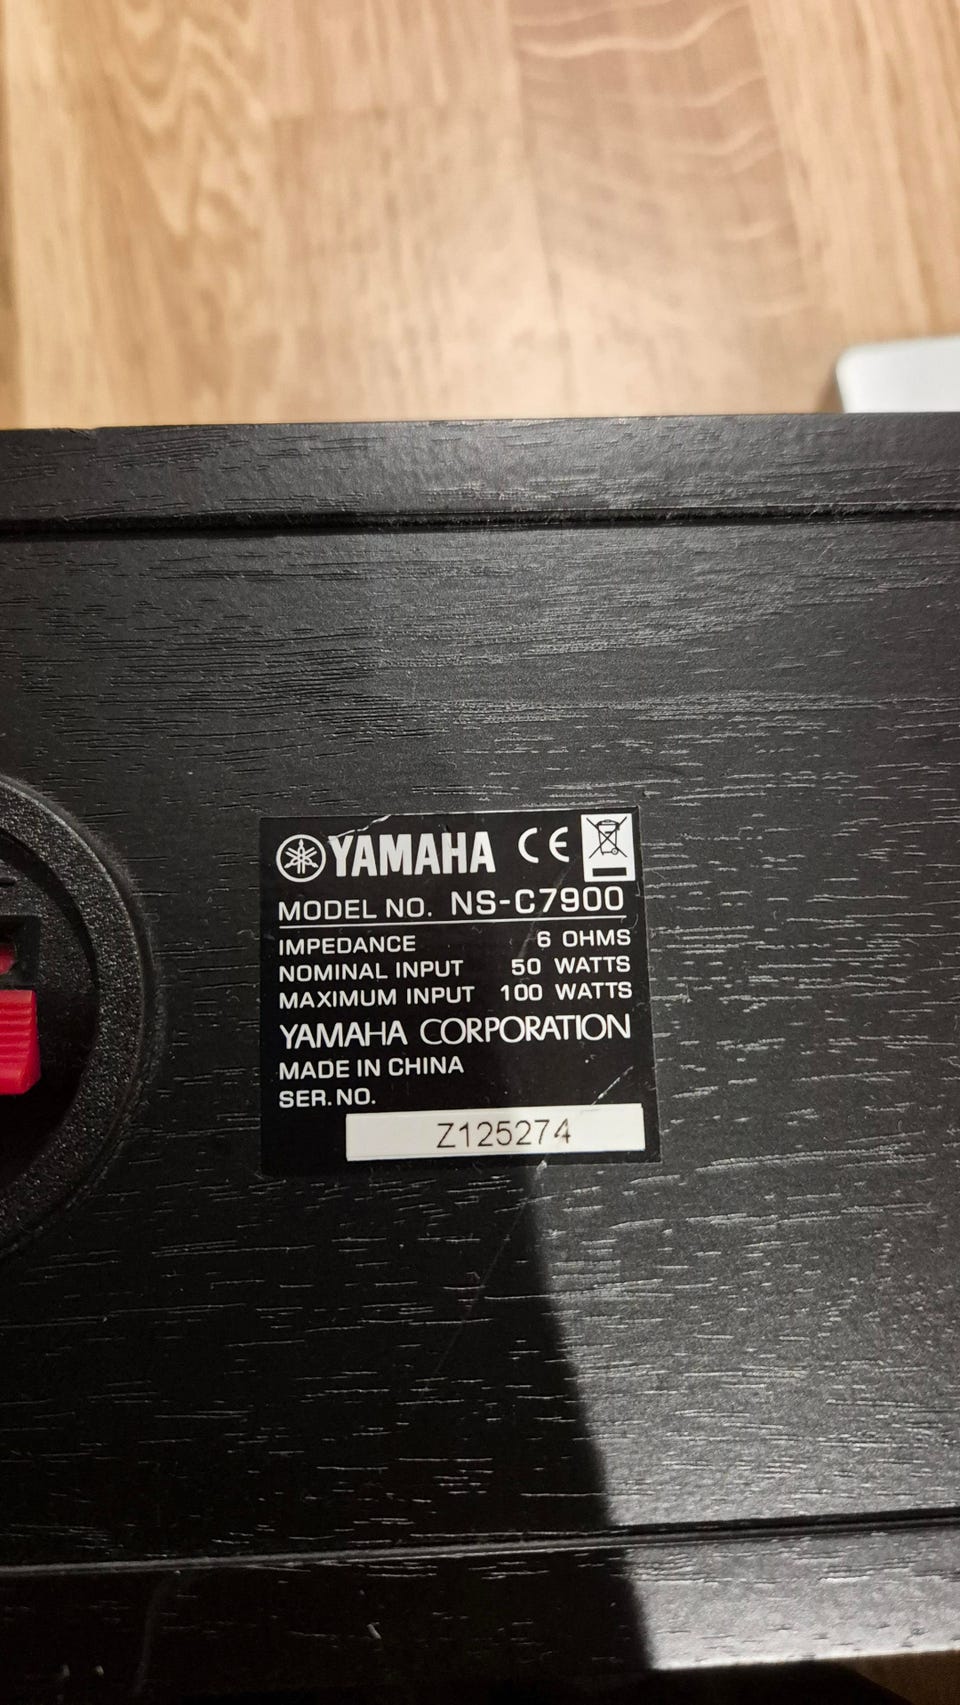 YAMAHA CE
MODEL NO. NS-C7900
IMPEDANCE 6 OHMS
NOMINAL INPUT 50 WATTS
MAXIMUM INPUT 100 WATTS
YAMAHA CORPORATION
MADE IN CHINA
SER. NO.
Z125274